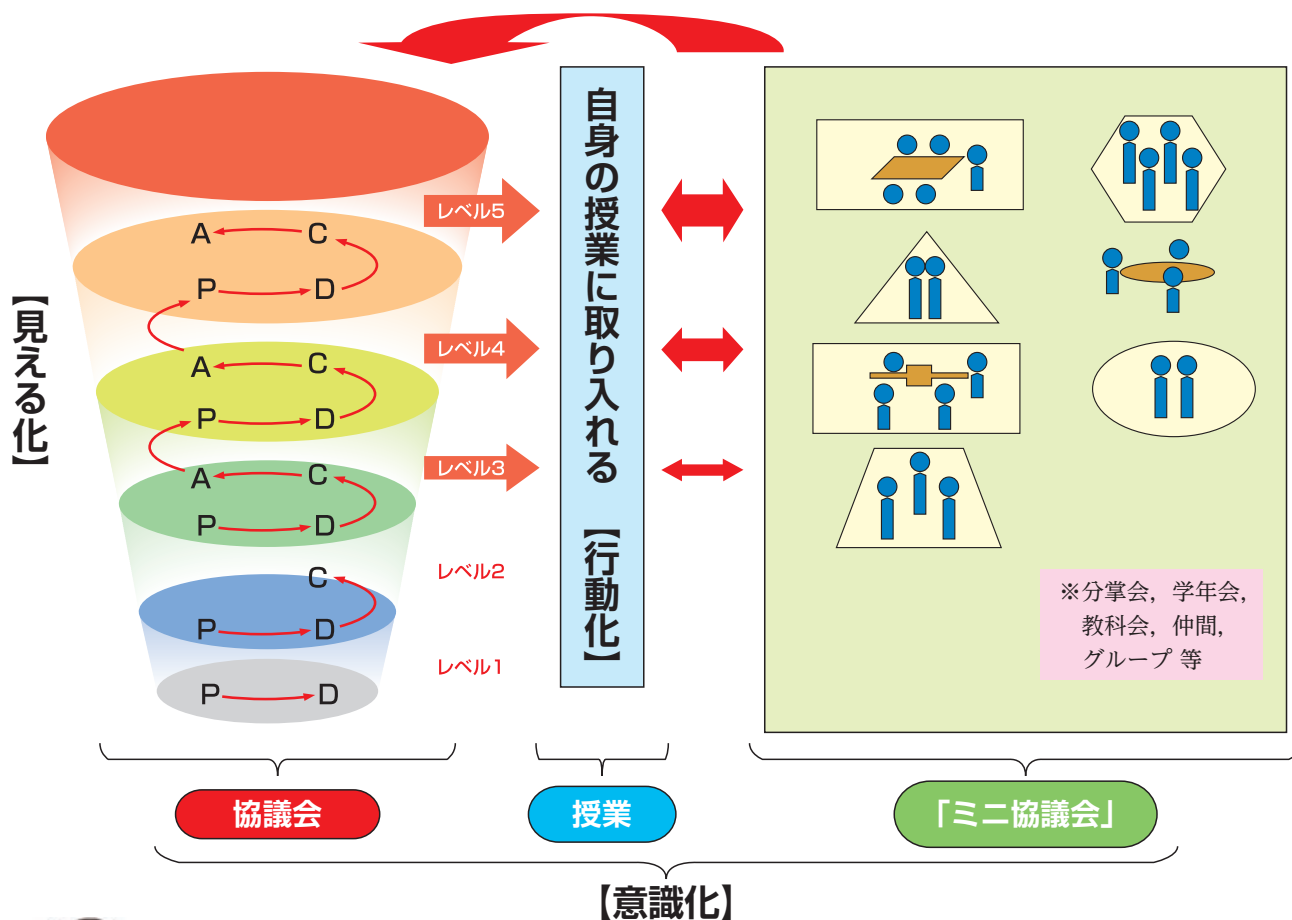 【見える化】
A C
P D
A C
P D
A C
P D
C
P D
P D
レベル5
レベル4
レベル3
レベル2
レベル1
自身の授業に取り入れる 【行動化】
※分掌会，学年会，
教科会，仲間，
グループ 等
協議会
授業
「ミニ協議会」
【意識化】